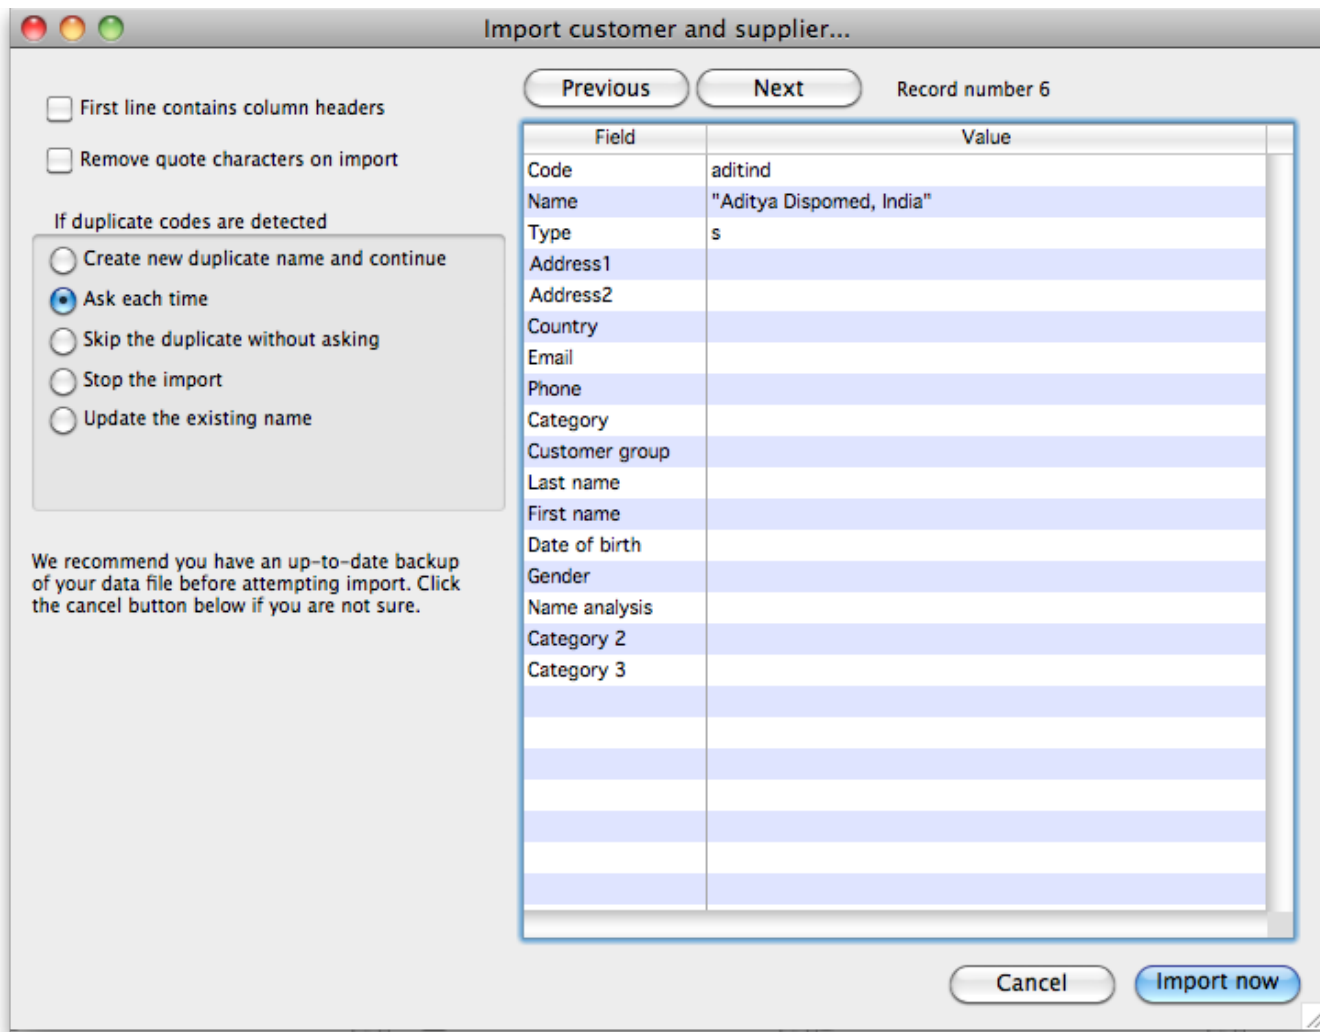 Import customer and supplier...
First line contains column headers
Remove quote characters on import
If duplicate codes are detected
Create new duplicate name and continue
Ask each time
Skip the duplicate without asking
Stop the import
Update the existing name
We recommend you have an up-to-date backup
of your data file before attempting import. Click
the cancel button below if you are not sure.
Previous Next Record number 6
Field Value
Code aditind
Name "Aditya Dispomed, India"
Type s
Address1
Address2
Country
Email
Phone
Category
Customer group
Last name
First name
Date of birth
Gender
Name analysis
Category 2
Category 3
Cancel Import now